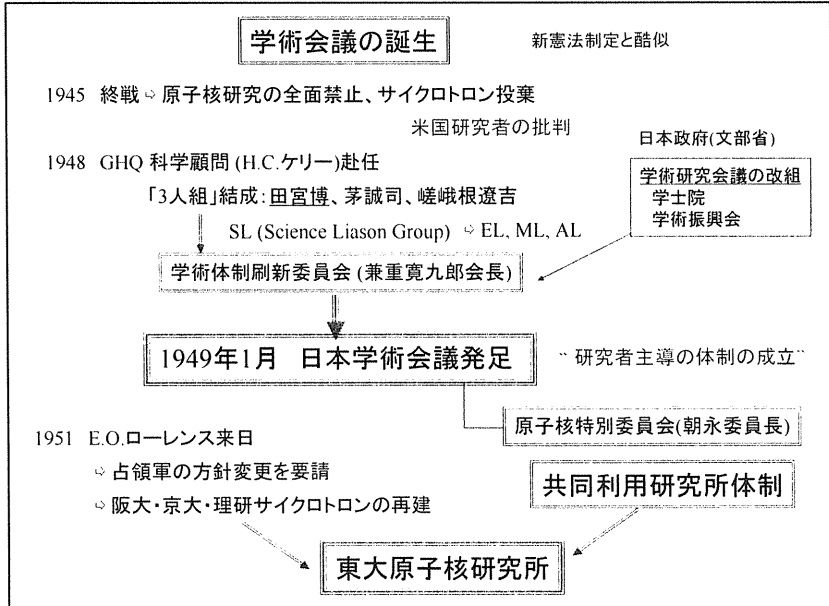 学術会議の誕生
新憲法制定と酷似
1945 終戦 ⇨ 原子核研究の全面禁止、サイクロトロン投棄
米国研究者の批判
1948 GHQ 科学顧問 (H.C.ケリー)赴任
「3人組」結成: 田宮博、茅誠司、嵯峨根遼吉
SL (Science Liason Group) ⇨ EL, ML, AL
日本政府(文部省)
学術研究会議の改組
学士院
学術振興会
学術体制刷新委員会 (兼重寛九郎会長)
1949年1月 日本学術会議発足
"研究者主導の体制の成立"
原子核特別委員会(朝永委員長)
1951 E.O.ローレンス来日
⇨ 占領軍の方針変更を要請
⇨ 阪大・京大・理研サイクロトロンの再建
共同利用研究所体制
東大原子核研究所